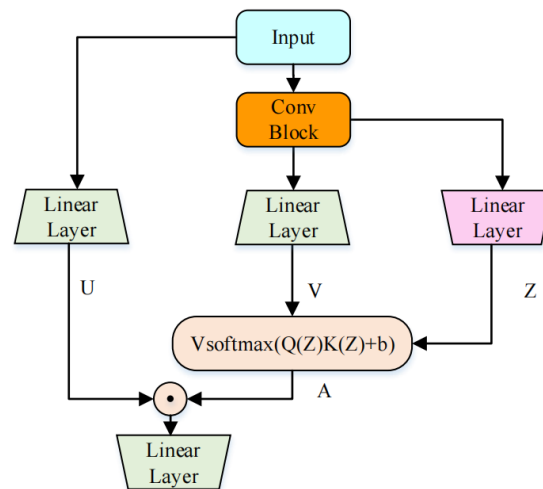 Input
Conv
Block
Linear
Layer
Linear
Layer
Linear
Layer
U
V
Z
Vsoftmax(Q(Z)K(Z)+b)
A
Linear
Layer